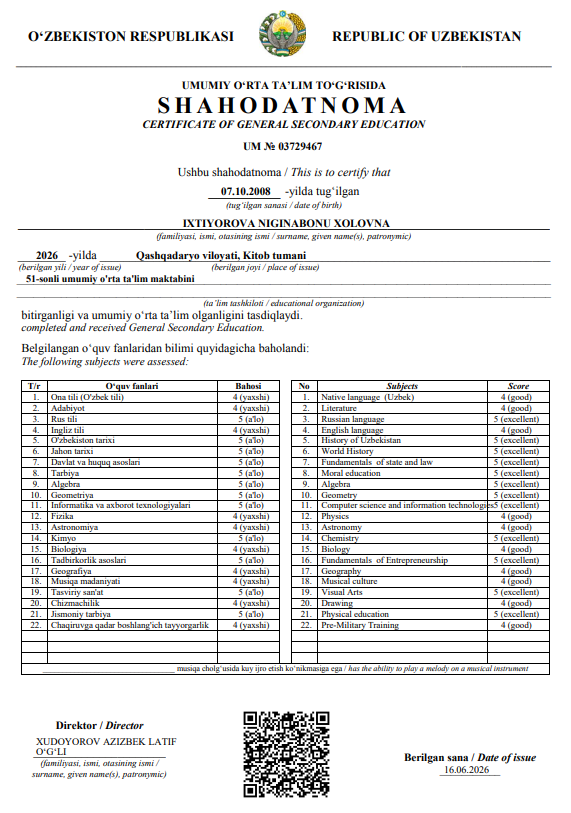 O‘ZBEKISTON RESPUBLIKASI REPUBLIC OF UZBEKISTAN
UMUMIY O‘RTA TA’LIM TO‘G‘RISIDA
SHAHODATNOMA
CERTIFICATE OF GENERAL SECONDARY EDUCATION
UM № 03729467
Ushbu shahodatnoma / This is to certify that
07.10.2008 -yilda tug‘ilgan
(tug‘ilgan sanasi / date of birth)
IXTIYOROVA NIGINABONU XOLOVNA
(familiyasi, ismi, otasining ismi / surname, given name(s), patronymic)
2026 -yilda Qashqadaryo viloyati, Kitob tumani
(berilgan yili / year of issue) (berilgan joyi / place of issue)
51-sonli umumiy o'rta ta'lim maktabini
(ta’lim tashkiloti / educational organization)
bitirganligi va umumiy o‘rta ta’lim olganligini tasdiqlaydi.
completed and received General Secondary Education.
Belgilangan o‘quv fanlaridan bilimi quyidagicha baholandi:
The following subjects were assessed:
T/r O‘quv fanlari Bahosi No Subjects Score
1. Ona tili (O'zbek tili) 4 (yaxshi) 1. Native language (Uzbek) 4 (good)
2. Adabiyot 4 (yaxshi) 2. Literature 4 (good)
3. Rus tili 5 (a'lo) 3. Russian language 5 (excellent)
4. Ingliz tili 4 (yaxshi) 4. English language 4 (good)
5. O'zbekiston tarixi 5 (a'lo) 5. History of Uzbekistan 5 (excellent)
6. Jahon tarixi 5 (a'lo) 6. World History 5 (excellent)
7. Davlat va huquq asoslari 5 (a'lo) 7. Fundamentals of state and law 5 (excellent)
8. Tarbiya 5 (a'lo) 8. Moral education 5 (excellent)
9. Algebra 5 (a'lo) 9. Algebra 5 (excellent)
10. Geometriya 5 (a'lo) 10. Geometry 5 (excellent)
11. Informatika va axborot texnologiyalari 5 (a'lo) 11. Computer science and information technologies 5 (excellent)
12. Fizika 4 (yaxshi) 12. Physics 4 (good)
13. Astronomiya 4 (yaxshi) 13. Astronomy 4 (good)
14. Kimyo 5 (a'lo) 14. Chemistry 5 (excellent)
15. Biologiya 4 (yaxshi) 15. Biology 4 (good)
16. Tadbirkorlik asoslari 5 (a'lo) 16. Fundamentals of Entrepreneurship 5 (excellent)
17. Geografiya 4 (yaxshi) 17. Geography 4 (good)
18. Musiqa madaniyati 4 (yaxshi) 18. Musical culture 4 (good)
19. Tasviriy san'at 5 (a'lo) 19. Visual Arts 5 (excellent)
20. Chizmachilik 4 (yaxshi) 20. Drawing 4 (good)
21. Jismoniy tarbiya 5 (a'lo) 21. Physical education 5 (excellent)
22. Chaqiruvga qadar boshlang'ich tayyorgarlik 4 (yaxshi) 22. Pre-Military Training 4 (good)
musiqa cholg‘usida kuy ijro etish ko‘nikmasiga ega / has the ability to play a melody on a musical instrument
Direktor / Director
XUDOYOROV AZIZBEK LATIF
O‘G‘LI
(familiyasi, ismi, otasining ismi /
surname, given name(s), patronymic)
Berilgan sana / Date of issue
16.06.2026